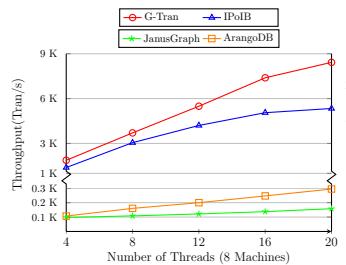 G-Tran IPoIB
JanusGraph ArangoDB
9 K
6 K
3 K
1 K
0.3 K
0.2 K
0.1 K
Throughput(Tran/s)
4 8 12 16 20
Number of Threads (8 Machines)